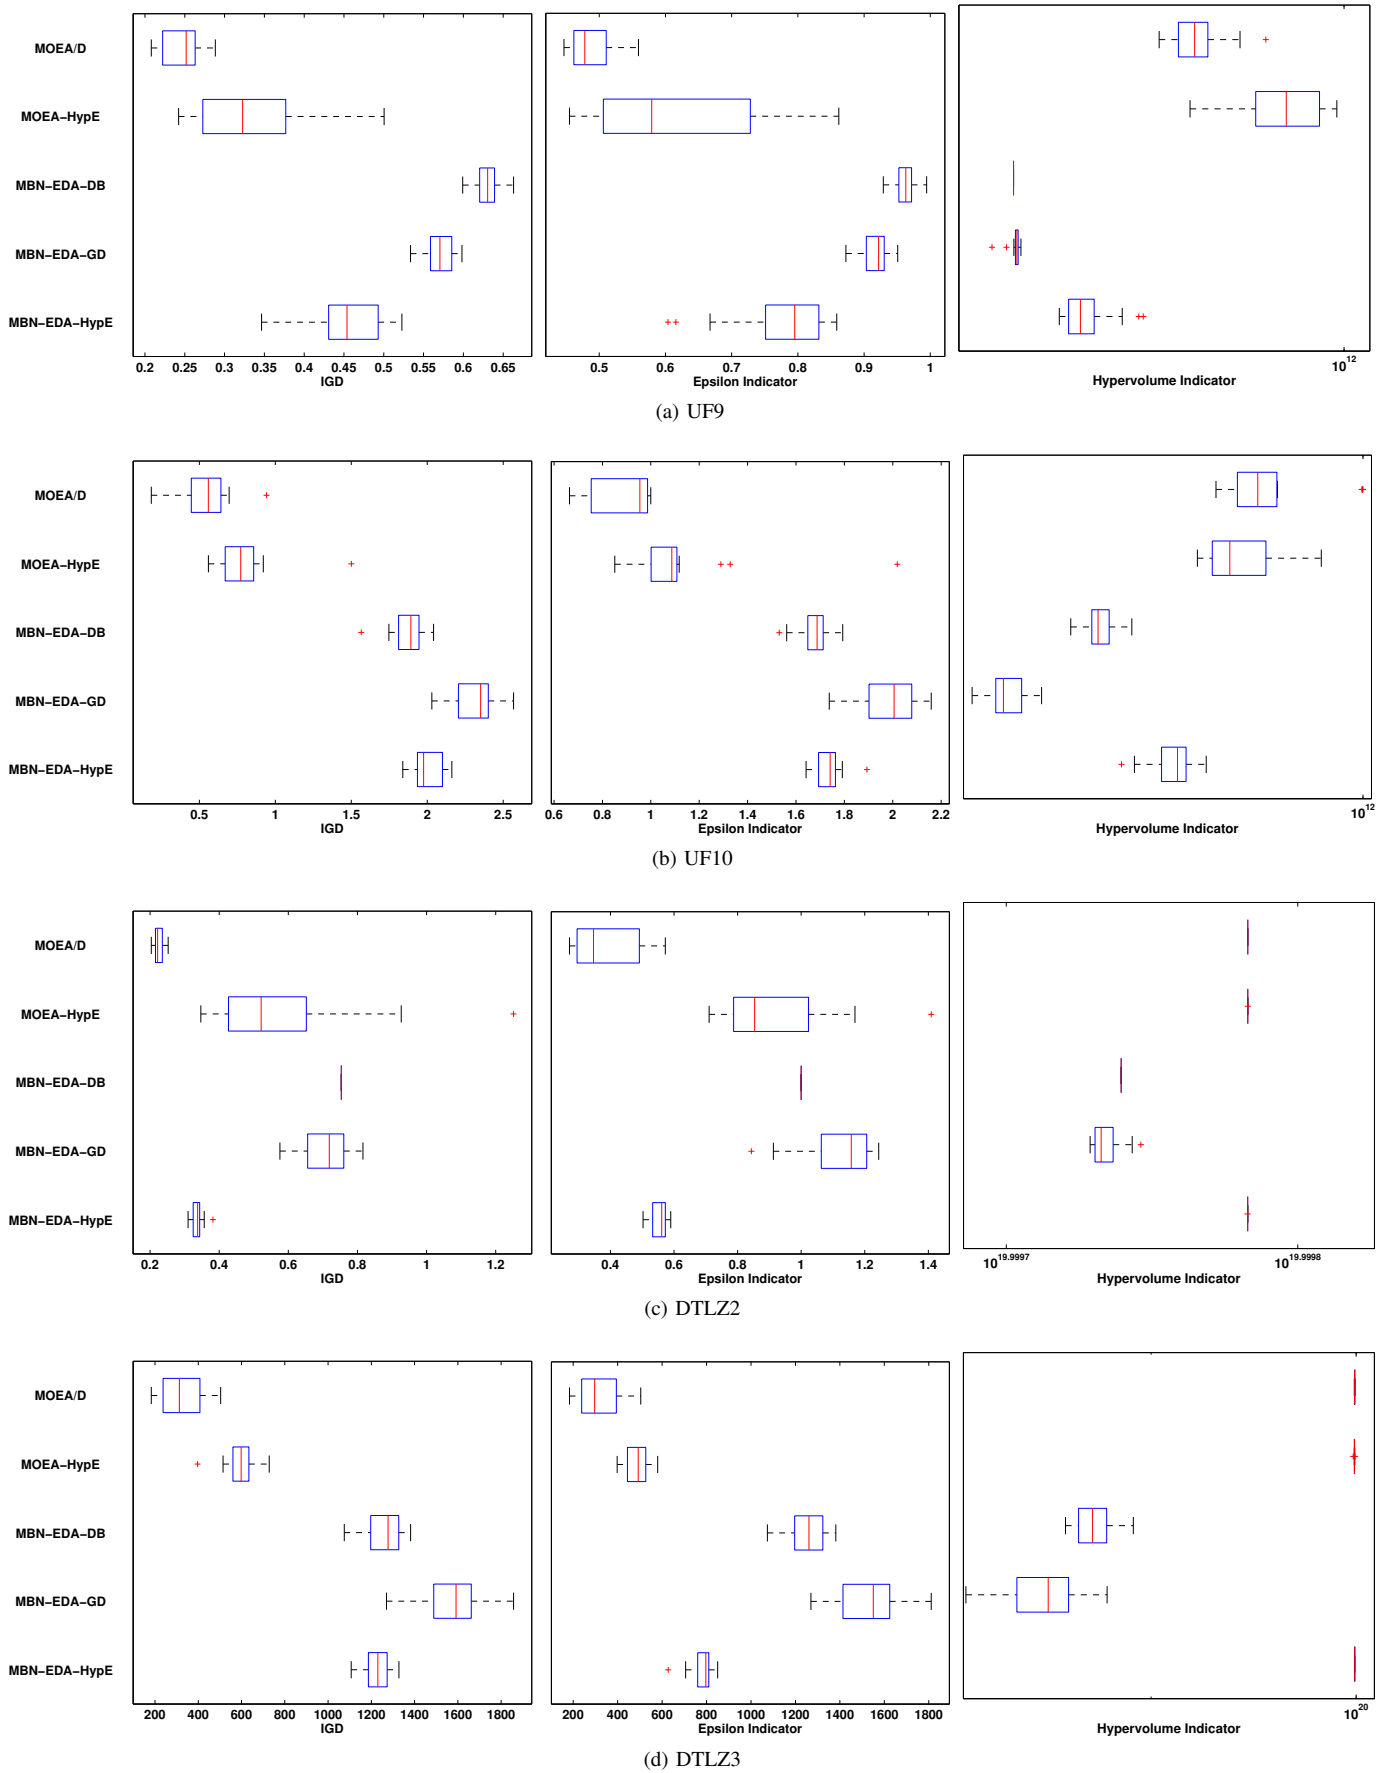 MOEA/D
MOEA−HypE
MBN−EDA−DB
MBN−EDA−GD
MBN−EDA−HypE
0.2 0.25 0.3 0.35 0.4 0.45 0.5 0.55 0.6 0.65
IGD
0.5 0.6 0.7 0.8 0.9 1
Epsilon Indicator
10^12
Hypervolume Indicator
(a) UF9
MOEA/D
MOEA−HypE
MBN−EDA−DB
MBN−EDA−GD
MBN−EDA−HypE
0.5 1 1.5 2 2.5
IGD
0.6 0.8 1 1.2 1.4 1.6 1.8 2 2.2
Epsilon Indicator
10^12
Hypervolume Indicator
(b) UF10
MOEA/D
MOEA−HypE
MBN−EDA−DB
MBN−EDA−GD
MBN−EDA−HypE
0.2 0.4 0.6 0.8 1 1.2
IGD
0.4 0.6 0.8 1 1.2 1.4
Epsilon Indicator
10^19.9997 10^19.9998
Hypervolume Indicator
(c) DTLZ2
MOEA/D
MOEA−HypE
MBN−EDA−DB
MBN−EDA−GD
MBN−EDA−HypE
200 400 600 800 1000 1200 1400 1600 1800
IGD
200 400 600 800 1000 1200 1400 1600 1800
Epsilon Indicator
10^20
Hypervolume Indicator
(d) DTLZ3